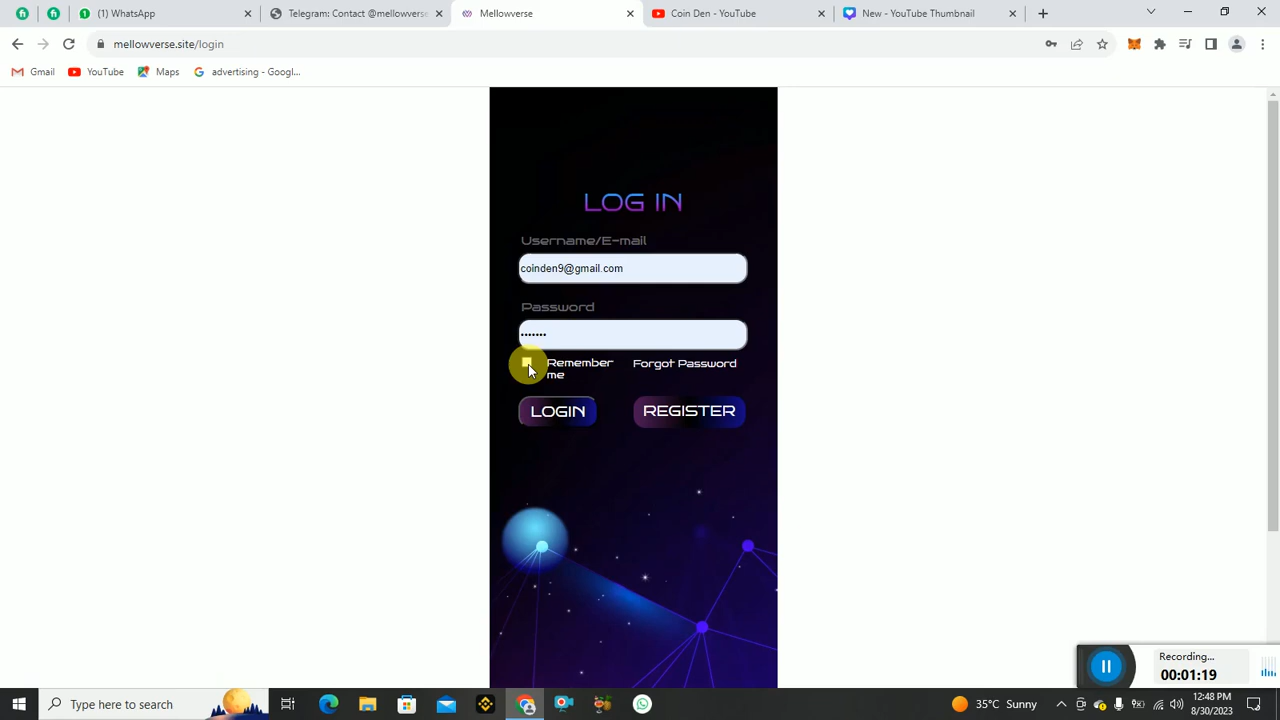 (1) WhatsApp
Telegram: Contact @mellowverse
Mellowverse
Coin Den - YouTube
New - YouTube Thumbnail
mellowverse.site/login
Gmail
YouTube
Maps
advertising - Googl...
LOG IN
Username/E-mail
coinden9@gmail.com
Password
•••••••
Remember
me
Forgot Password
LOGIN
REGISTER
Recording...
00:01:19
Type here to search
35°C Sunny
12:48 PM
8/30/2023